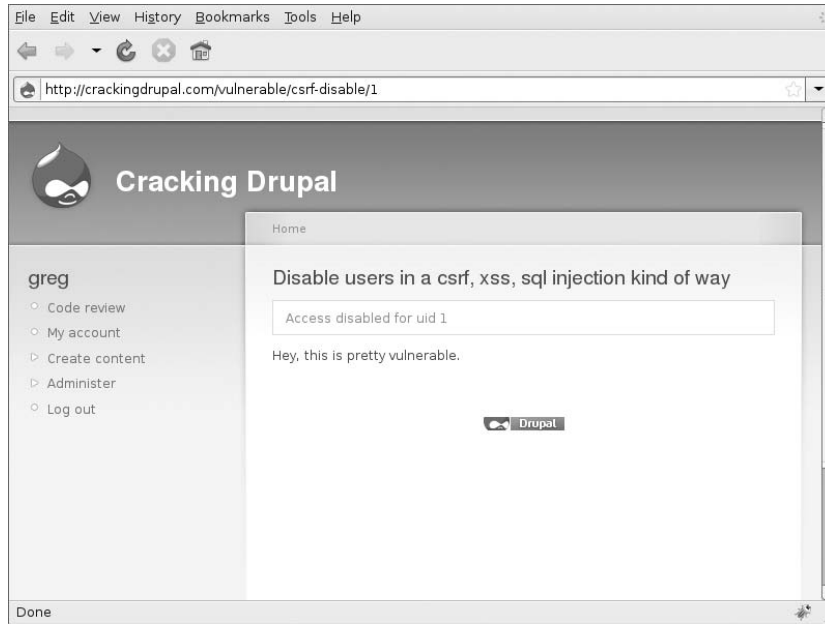 File Edit View History Bookmarks Tools Help
http://crackingdrupal.com/vulnerable/csrf-disable/1
Cracking Drupal
Home
greg
Code review
My account
Create content
Administer
Log out
Disable users in a csrf, xss, sql injection kind of way
Access disabled for uid 1
Hey, this is pretty vulnerable.
Drupal
Done